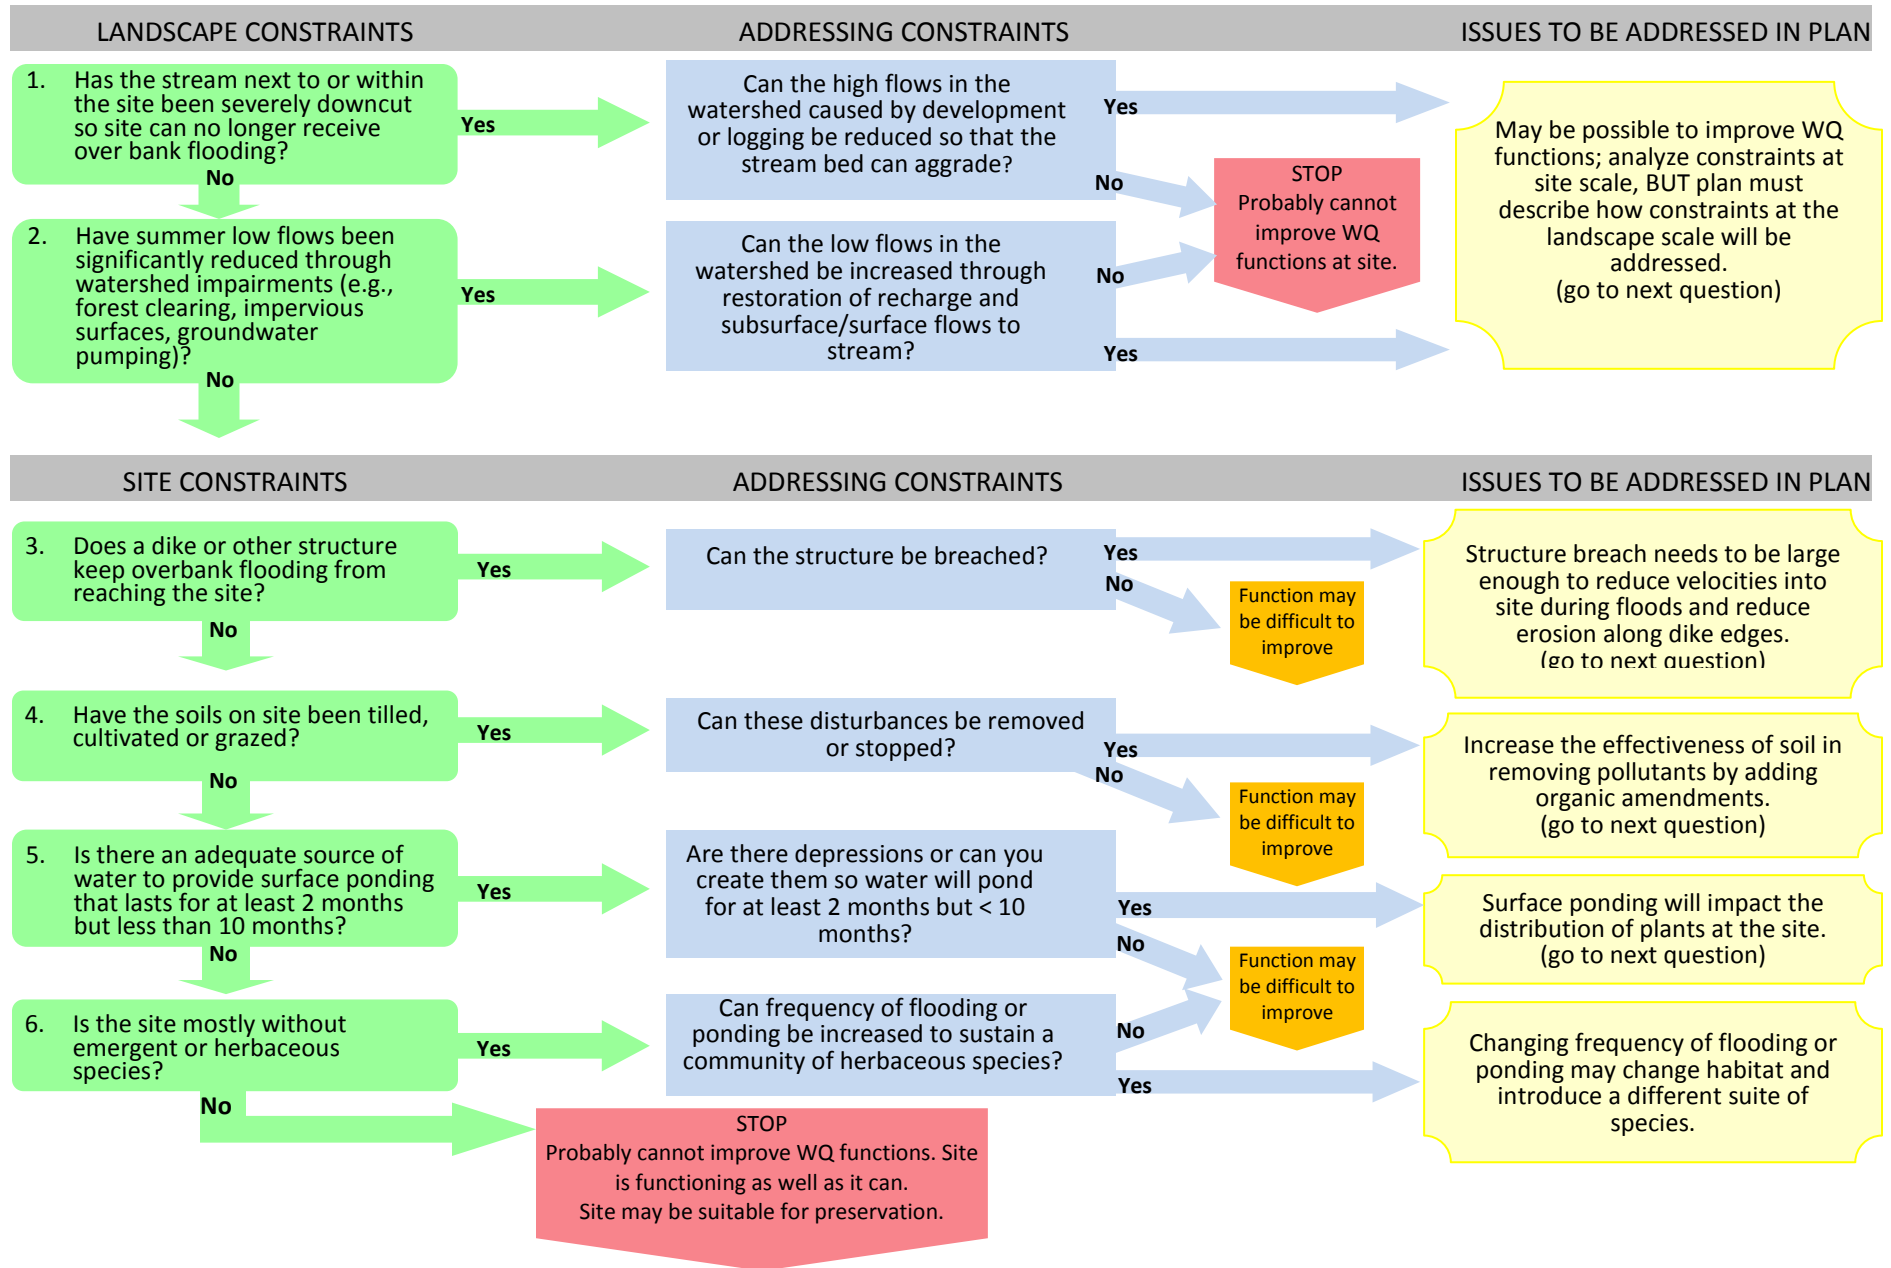 LANDSCAPE CONSTRAINTS
ADDRESSING CONSTRAINTS
ISSUES TO BE ADDRESSED IN PLAN
1. Has the stream next to or within
the site been severely downcut
so site can no longer receive
over bank flooding?
Yes
No
Can the high flows in the
watershed caused by development
or logging be reduced so that the
stream bed can aggrade?
Yes
No
STOP
Probably cannot
improve WQ
functions at site.
May be possible to improve WQ
functions; analyze constraints at
site scale, BUT plan must
describe how constraints at the
landscape scale will be
addressed.
(go to next question)
2. Have summer low flows been
significantly reduced through
watershed impairments (e.g.,
forest clearing, impervious
surfaces, groundwater
pumping)?
Yes
No
Can the low flows in the
watershed be increased through
restoration of recharge and
subsurface/surface flows to
stream?
No
Yes
SITE CONSTRAINTS
ADDRESSING CONSTRAINTS
ISSUES TO BE ADDRESSED IN PLAN
3. Does a dike or other structure
keep overbank flooding from
reaching the site?
Yes
No
Can the structure be breached?
Yes
No
Function may
be difficult to
improve
Structure breach needs to be large
enough to reduce velocities into
site during floods and reduce
erosion along dike edges.
(go to next question)
4. Have the soils on site been tilled,
cultivated or grazed?
Yes
No
Can these disturbances be removed
or stopped?
Yes
No
Function may
be difficult to
improve
Increase the effectiveness of soil in
removing pollutants by adding
organic amendments.
(go to next question)
5. Is there an adequate source of
water to provide surface ponding
that lasts for at least 2 months
but less than 10 months?
Yes
No
Are there depressions or can you
create them so water will pond
for at least 2 months but < 10
months?
Yes
No
Function may
be difficult to
improve
Surface ponding will impact the
distribution of plants at the site.
(go to next question)
6. Is the site mostly without
emergent or herbaceous
species?
Yes
No
Can frequency of flooding or
ponding be increased to sustain a
community of herbaceous species?
No
Yes
Changing frequency of flooding or
ponding may change habitat and
introduce a different suite of
species.
STOP
Probably cannot improve WQ functions. Site
is functioning as well as it can.
Site may be suitable for preservation.